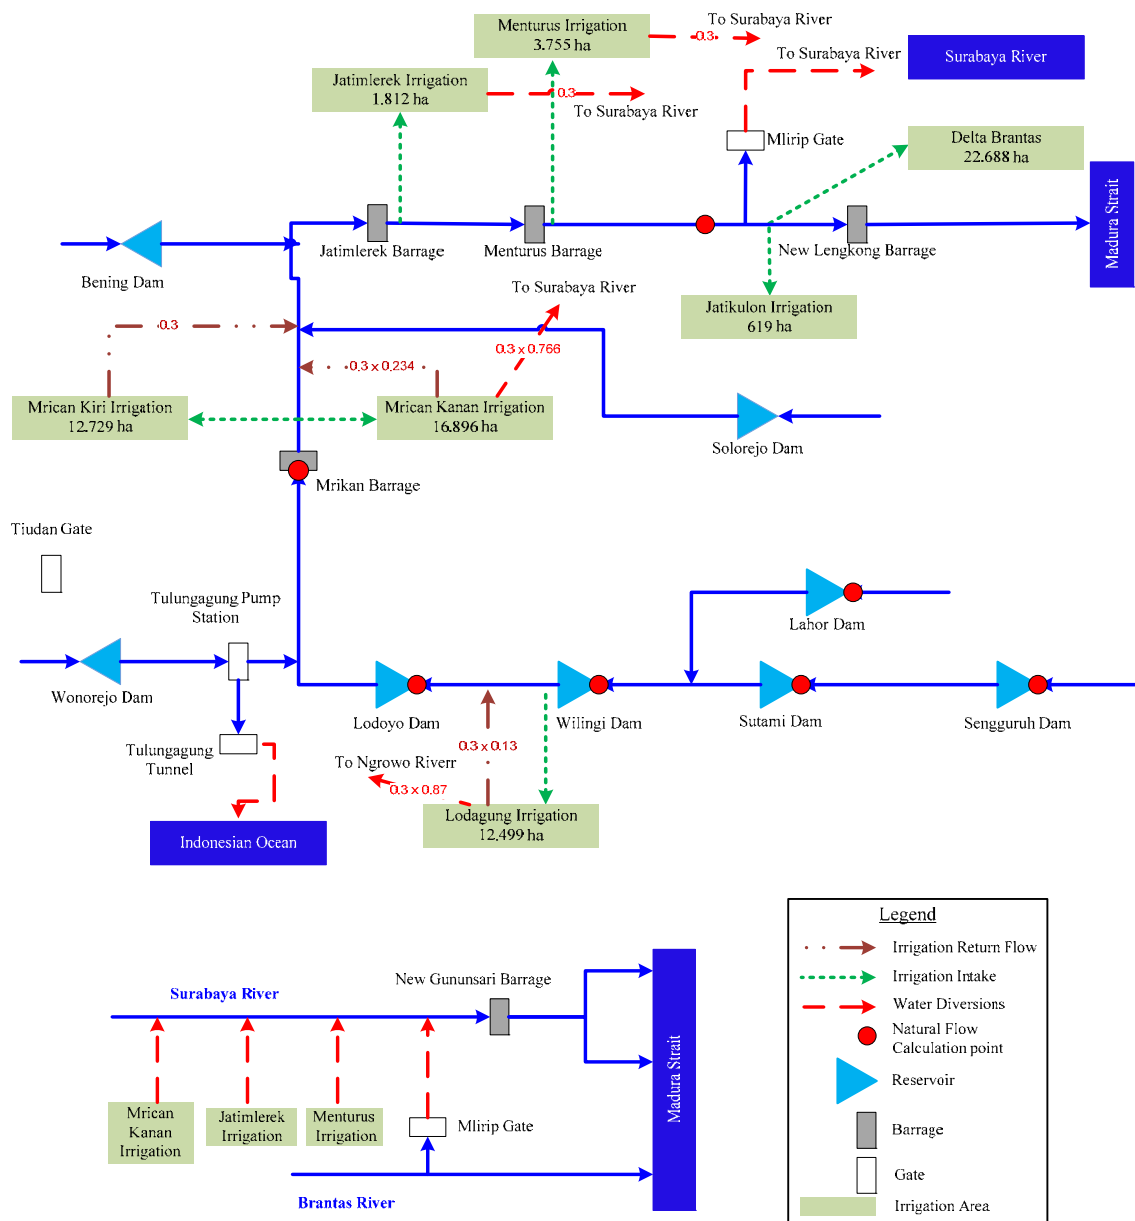 Menturus Irrigation
3.755 ha
0.3
To Surabaya River
To Surabaya River
Surabaya River
Jatimlerek Irrigation
1.812 ha
0.3
To Surabaya River
Mlirip Gate
Delta Brantas
22.688 ha
Madura Strait
Jatimlerek Barrage
Menturus Barrage
New Lengkong Barrage
Bening Dam
To Surabaya River
Jatikulon Irrigation
619 ha
0.3
0.3 x 0.234
0.3 x 0.766
Mrican Kiri Irrigation
12.729 ha
Mrican Kanan Irrigation
16.896 ha
Solorejo Dam
Mrikan Barrage
Tiudan Gate
Tulungagung Pump
Station
Lahor Dam
Wonorejo Dam
Lodoyo Dam
Wilingi Dam
Sutami Dam
Sengguruh Dam
Tulungagung
Tunnel
0.3 x 0.13
To Ngrowo Riverr
0.3 x 0.87
Lodagung Irrigation
12.499 ha
Indonesian Ocean
Legend
Irrigation Return Flow
Irrigation Intake
Water Diversions
Natural Flow
Calculation point
Reservoir
Barrage
Gate
Irrigation Area
New Gununsari Barrage
Surabaya River
Madura Strait
Mrican
Kanan
Irrigation
Jatimlerek
Irrigation
Menturus
Irrigation
Mlirip Gate
Brantas River